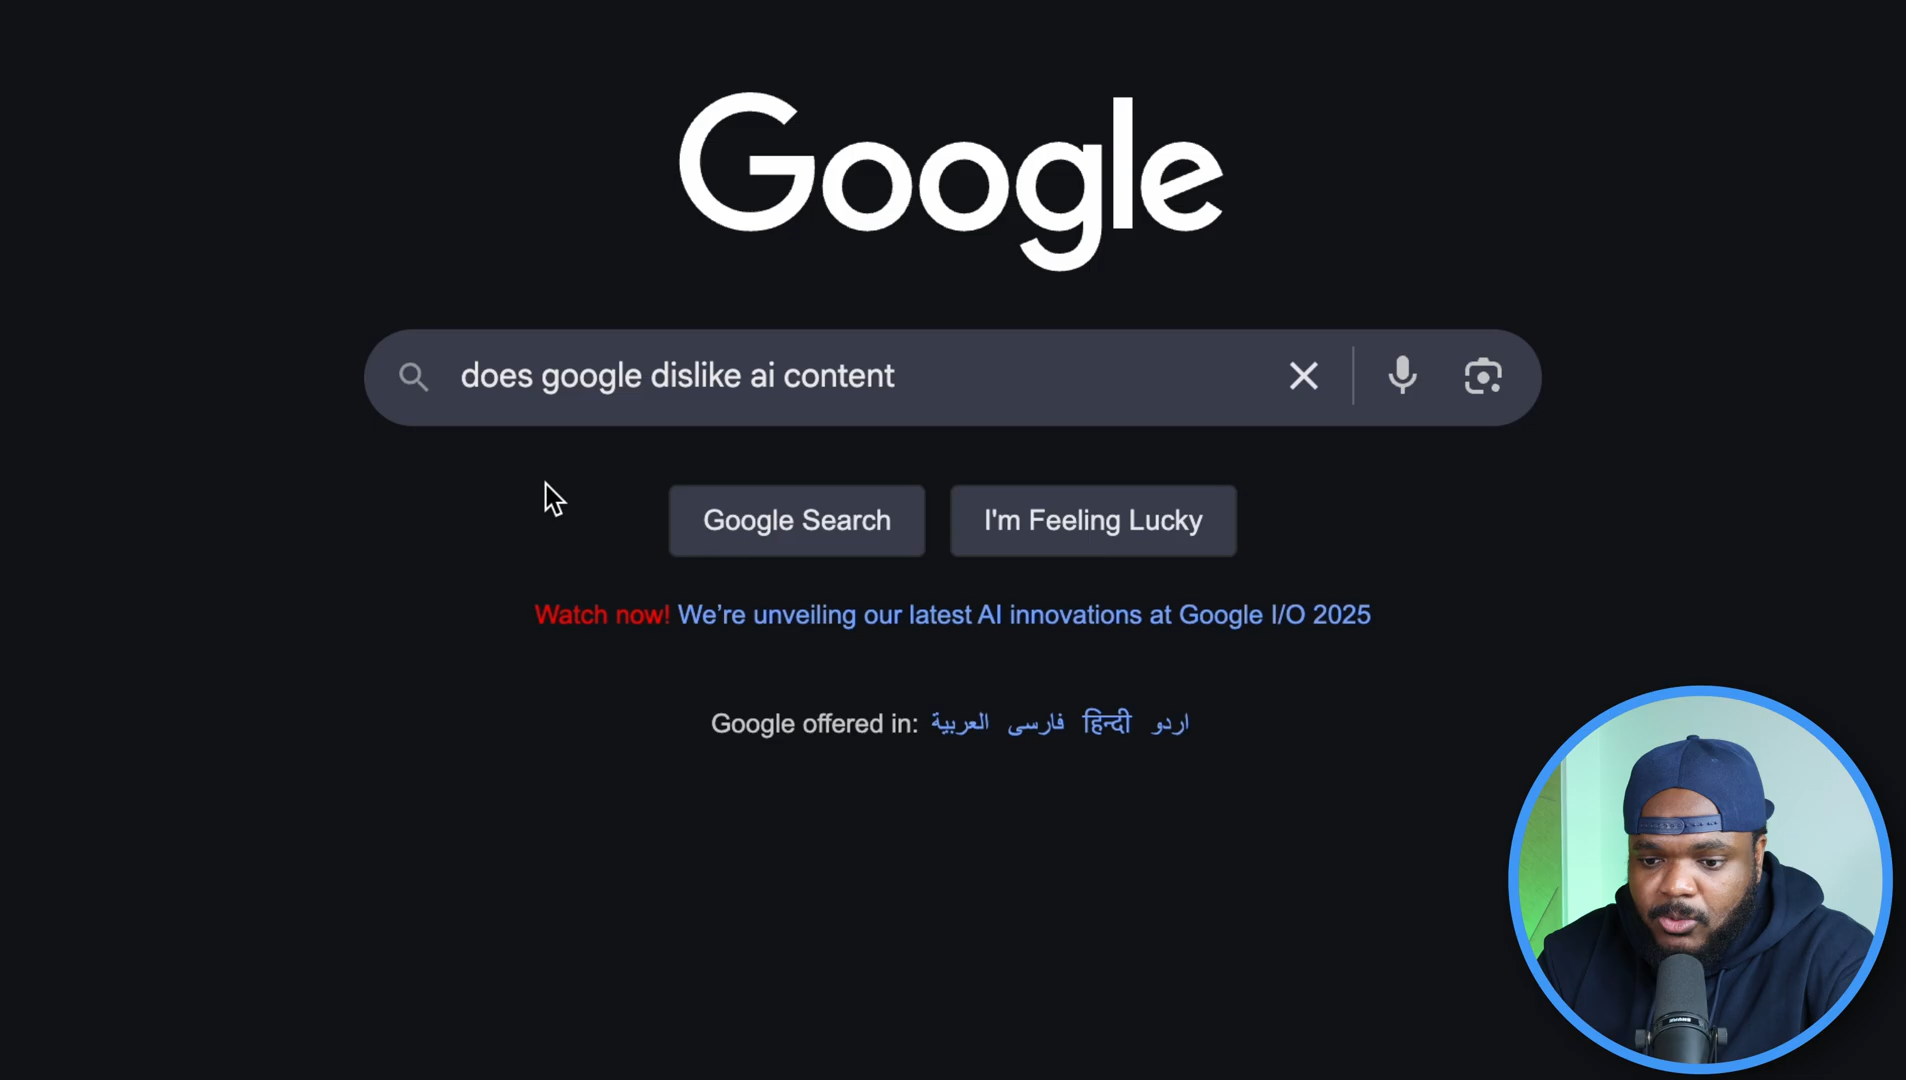 Google
does google dislike ai content
Google Search
I'm Feeling Lucky
Watch now! We’re unveiling our latest AI innovations at Google I/O 2025
Google offered in: العربية فارسی हिन्दी اردو